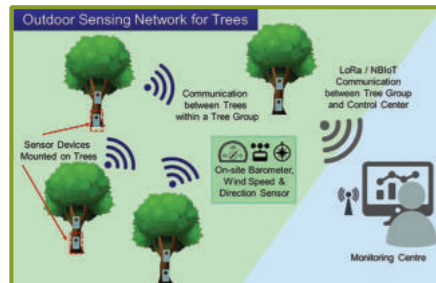 Outdoor Sensing Network for Trees
Communication
between Trees
within a Tree Group
LoRa / NBIoT
Communication
between Tree Group
and Control Center
Sensor Devices
Mounted on Trees
On-site Barometer,
Wind Speed &
Direction Sensor
Monitoring Centre